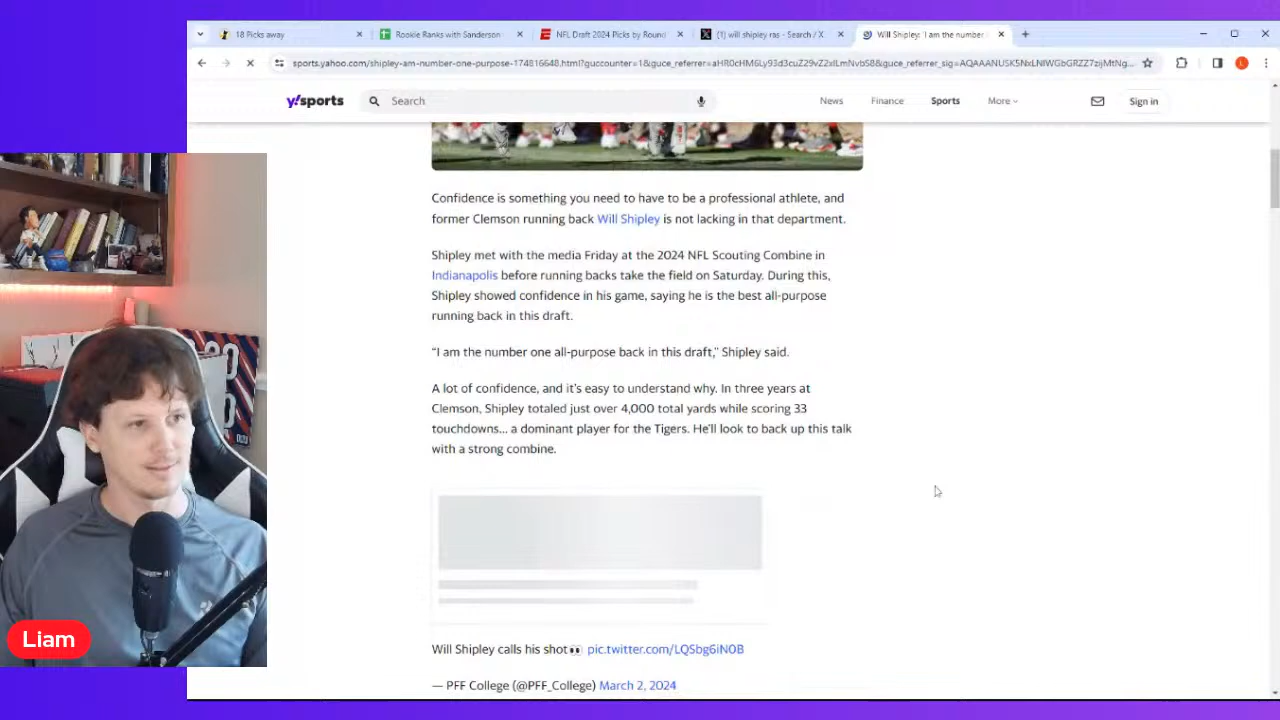 18 Picks away
Rookie Ranks with Sanderson
NFL Draft 2024 Picks by Round
(1) will shipley ras - Search / X
Will Shipley: 'I am the number
sports.yahoo.com/shipley-am-number-one-purpose-174816648.html?guccounter=1&guce_referrer=
y!sports
Search
News
Finance
Sports
More
Sign in
Confidence is something you need to have to be a professional athlete, and
former Clemson running back Will Shipley is not lacking in that department.
Shipley met with the media Friday at the 2024 NFL Scouting Combine in
Indianapolis before running backs take the field on Saturday. During this,
Shipley showed confidence in his game, saying he is the best all-purpose
running back in this draft.
“I am the number one all-purpose back in this draft,” Shipley said.
A lot of confidence, and it’s easy to understand why. In three years at
Clemson, Shipley totaled just over 4,000 total yards while scoring 33
touchdowns… a dominant player for the Tigers. He’ll look to back up this talk
with a strong combine.
Will Shipley calls his shot👀 pic.twitter.com/LQSbg6iNOB
— PFF College (@PFF_College) March 2, 2024
Liam